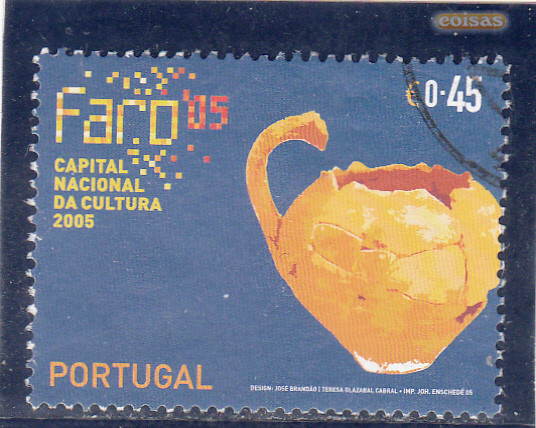 eoisas
€0.45
Faro '05
CAPITAL
NACIONAL
DA CULTURA
2005
PORTUGAL
DESIGN: JOSÉ BRANDÃO | TERESA OLAZABAL CABRAL • IMP. JOH. ENSCHEDÉ 05